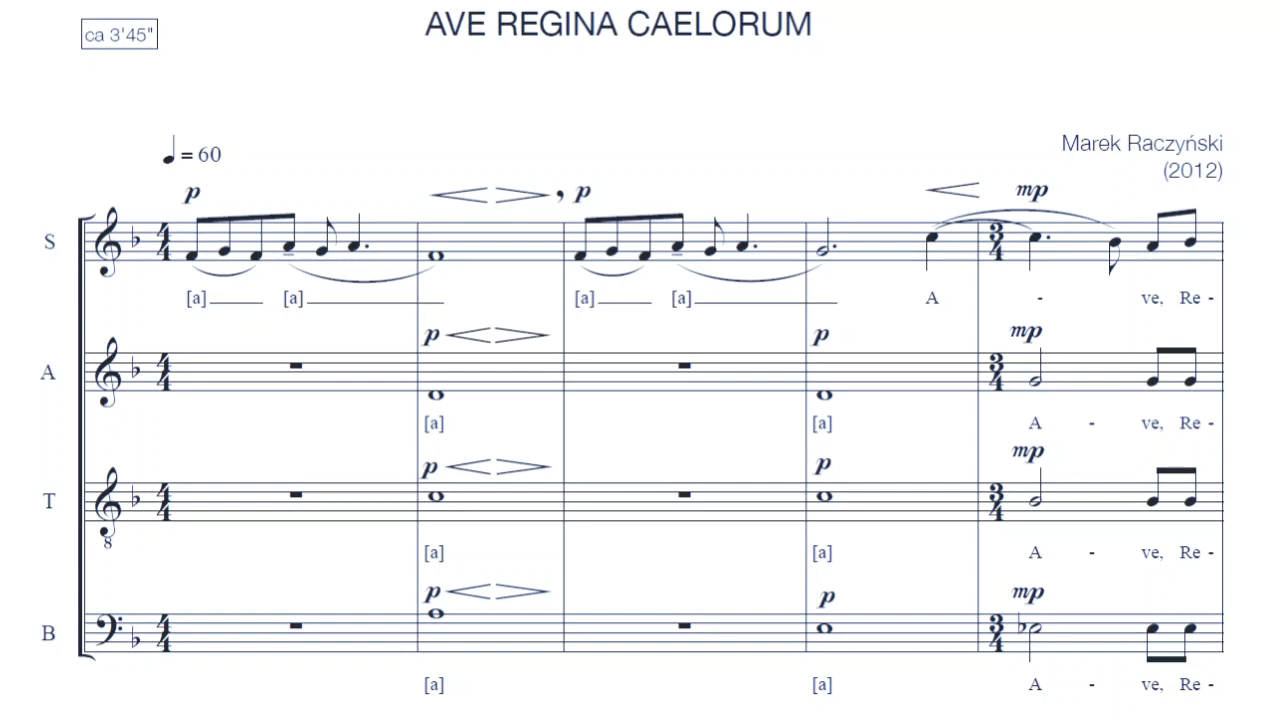 AVE REGINA CAELORUM
ca 3'45"
Marek Raczyński
(2012)
= 60
p p mp
S
[a] [a] [a] [a] A - ve, Re -
p p mp
A
[a] [a] A - ve, Re -
p p mp
T
8
[a] [a] A - ve, Re -
p p mp
B
[a] [a] A - ve, Re -